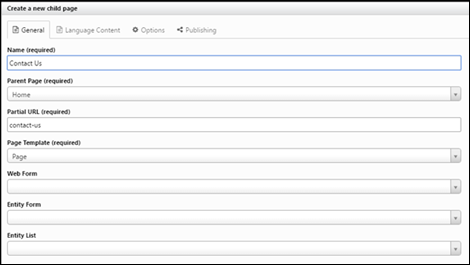 Create a new child page
General Language Content Options Publishing
Name (required)
Contact Us
Parent Page (required)
Home
Partial URL (required)
contact-us
Page Template (required)
Page
Web Form
Entity Form
Entity List